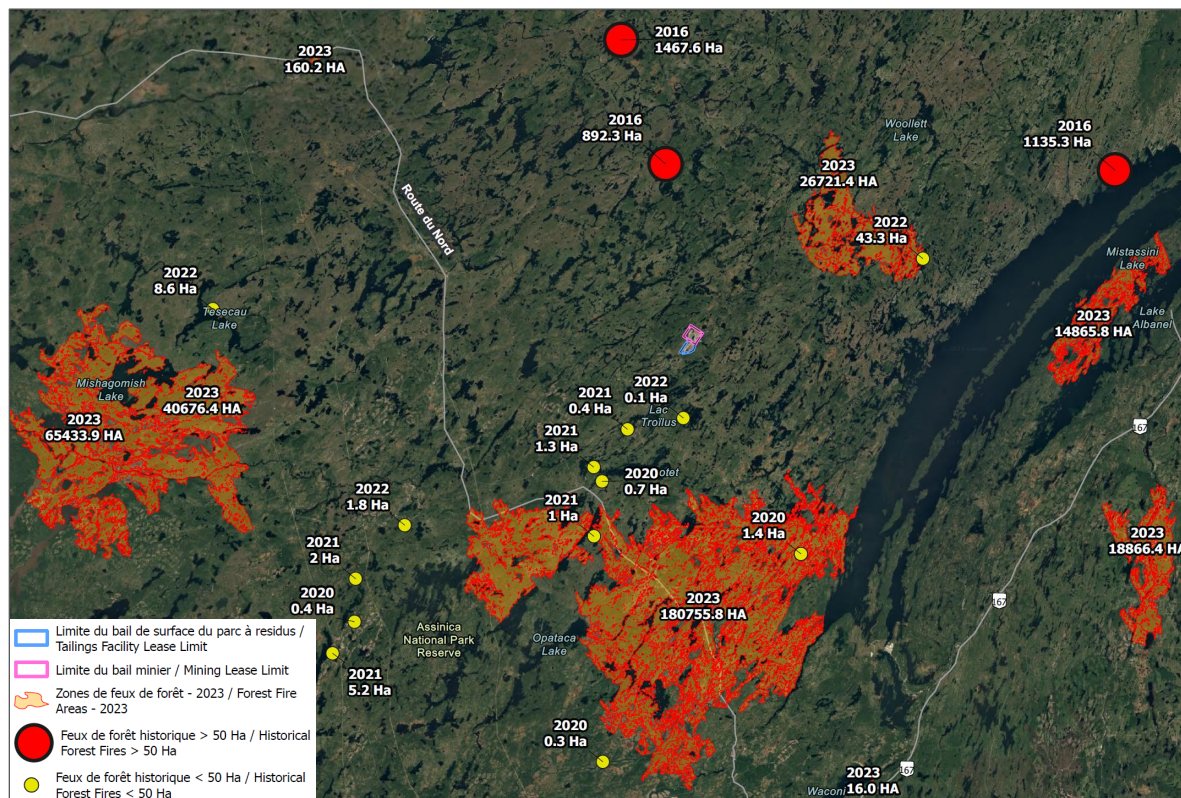 2016
1467.6 Ha
2023
160.2 HA
2016
892.3 Ha
Woollett
Lake
2016
1135.3 Ha
2023
26721.4 HA
Route du Nord
2022
43.3 Ha
Mistassini
Lake
2022
8.6 Ha
Tesecau
Lake
2023
14865.8 HA
Lake
Albanel
Mishagomish
Lake
2023
40676.4 HA
2023
65433.9 HA
2022
0.1 Ha
2021
0.4 Ha
Lac
Troilus
167
2021
1.3 Ha
2020
0.7 Ha
otet
2022
1.8 Ha
2021
1 Ha
2020
1.4 Ha
2023
18866.4 HA
2021
2 Ha
2020
0.4 Ha
167
2023
180755.8 HA
Assinica
National Park
Reserve
Opataca
Lake
2021
5.2 Ha
2020
0.3 Ha
2023
16.0 HA
167
Waconi
Limite du bail de surface du parc à residus /
Tailings Facility Lease Limit
Limite du bail minier / Mining Lease Limit
Zones de feux de forêt - 2023 / Forest Fire
Areas - 2023
Feux de forêt historique > 50 Ha / Historical
Forest Fires > 50 Ha
Feux de forêt historique < 50 Ha / Historical
Forest Fires < 50 Ha